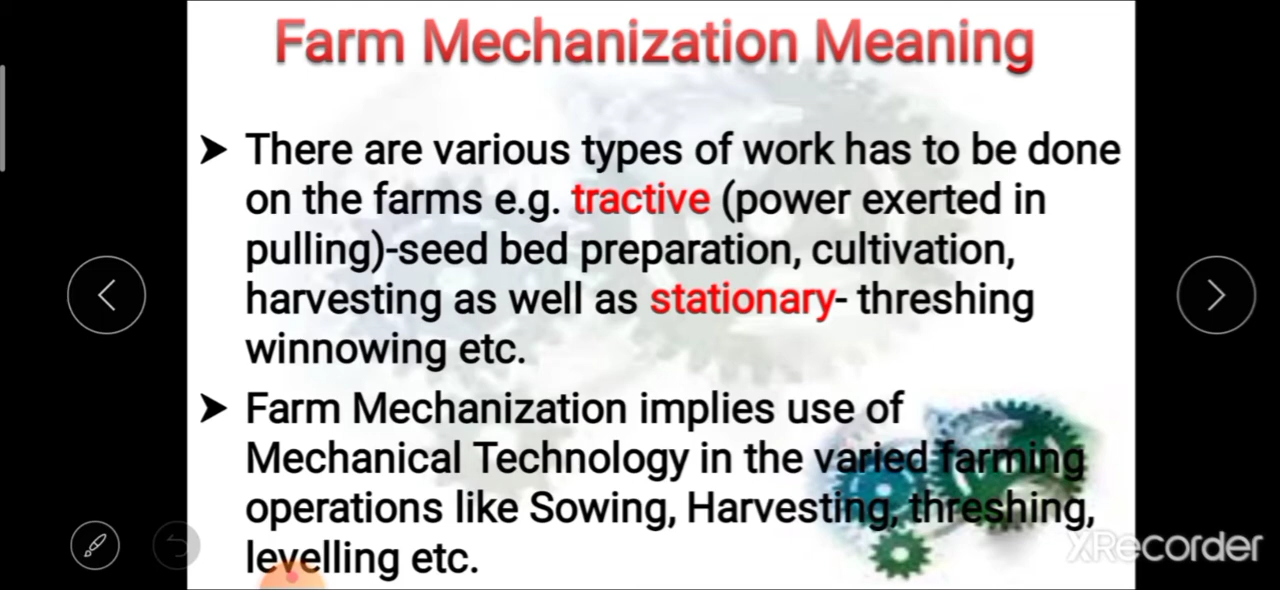 Farm Mechanization Meaning
➤ There are various types of work has to be done
on the farms e.g. tractive (power exerted in
pulling)-seed bed preparation, cultivation,
harvesting as well as stationary- threshing
winnowing etc.
➤ Farm Mechanization implies use of
Mechanical Technology in the varied farming
operations like Sowing, Harvesting, threshing,
levelling etc.
XRecorder